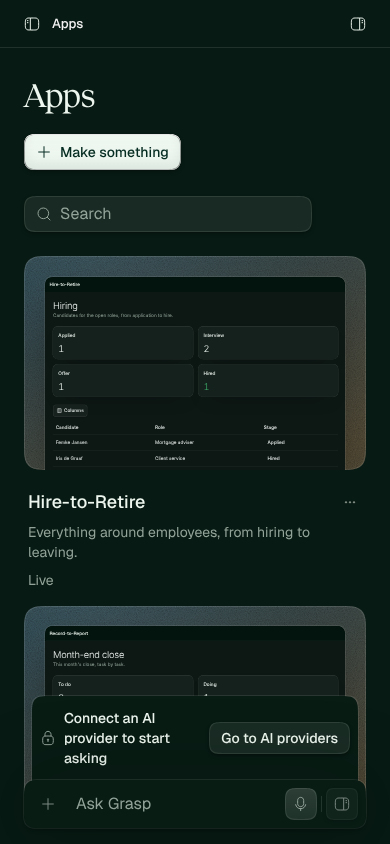 Apps
Apps
Make something
Search
Hire-to-Retire
Hiring
Candidates for the open roles, from application to hire.
Applied
Interview
1
2
Offer
Hired
1
1
Columns
Candidate Role Stage
Femke Jansen Mortgage adviser Applied
Iris de Graaf Client service Hired
Hire-to-Retire
Everything around employees, from hiring to
leaving.
Live
Record-to-Report
Month-end close
This month's close, task by task.
To do
Doing
Connect an AI
provider to start
asking
Go to AI providers
Ask Grasp